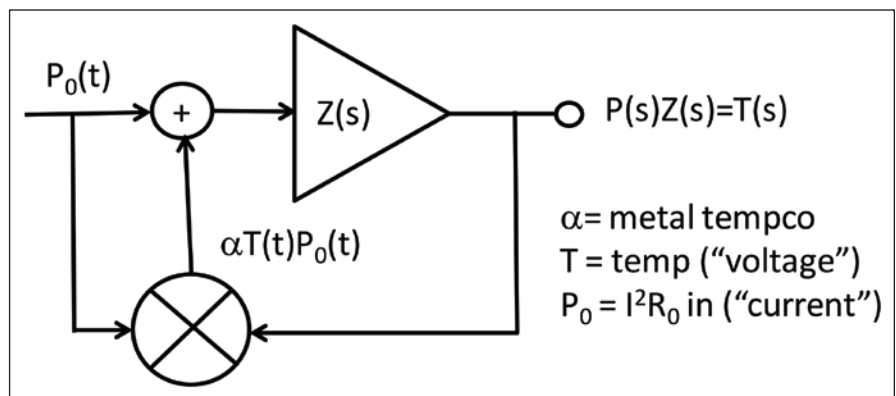 P₀(t)
+
Z(s)
P(s)Z(s)=T(s)
αT(t)P₀(t)
α= metal tempco
T = temp (“voltage”)
P₀ = I²R₀ in (“current”)